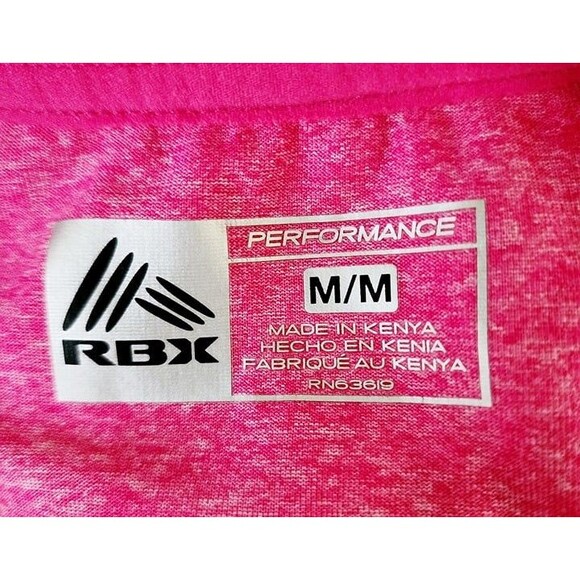 PERFORMANCE
M/M
RBX
MADE IN KENYA
HECHO EN KENIA
FABRIQUÉ AU KENYA
RN63619